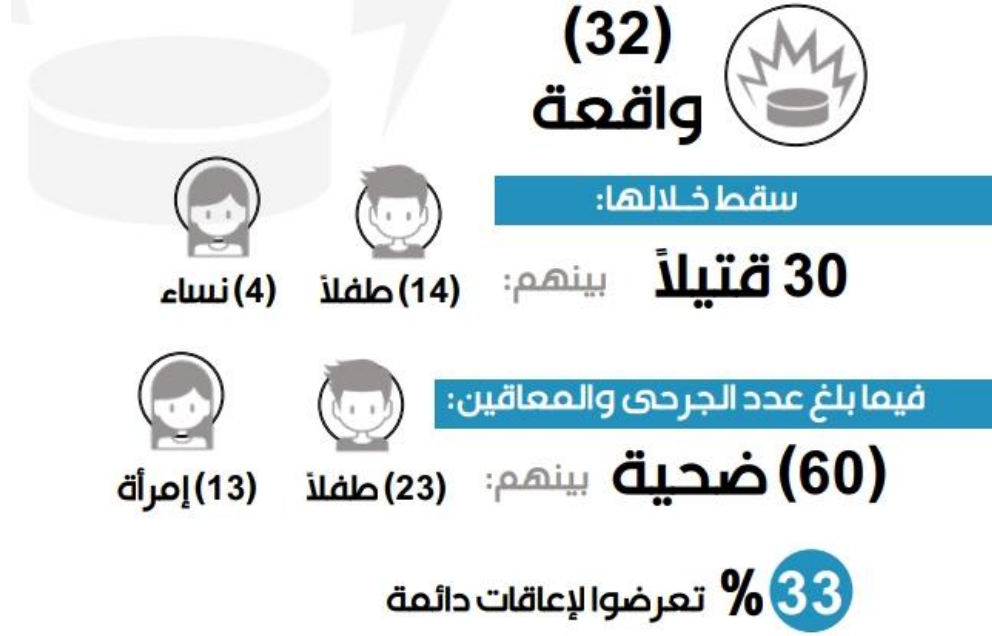 (32)
واقعة
سقط خلالها:
30 قتيلاً بينهم: (14) طفلاً (4) نساء
فيما بلغ عدد الجرحى والمعاقين:
(60) ضحية بينهم: (23) طفلاً (13) إمرأة
33 % تعرضوا لإعاقات دائمة